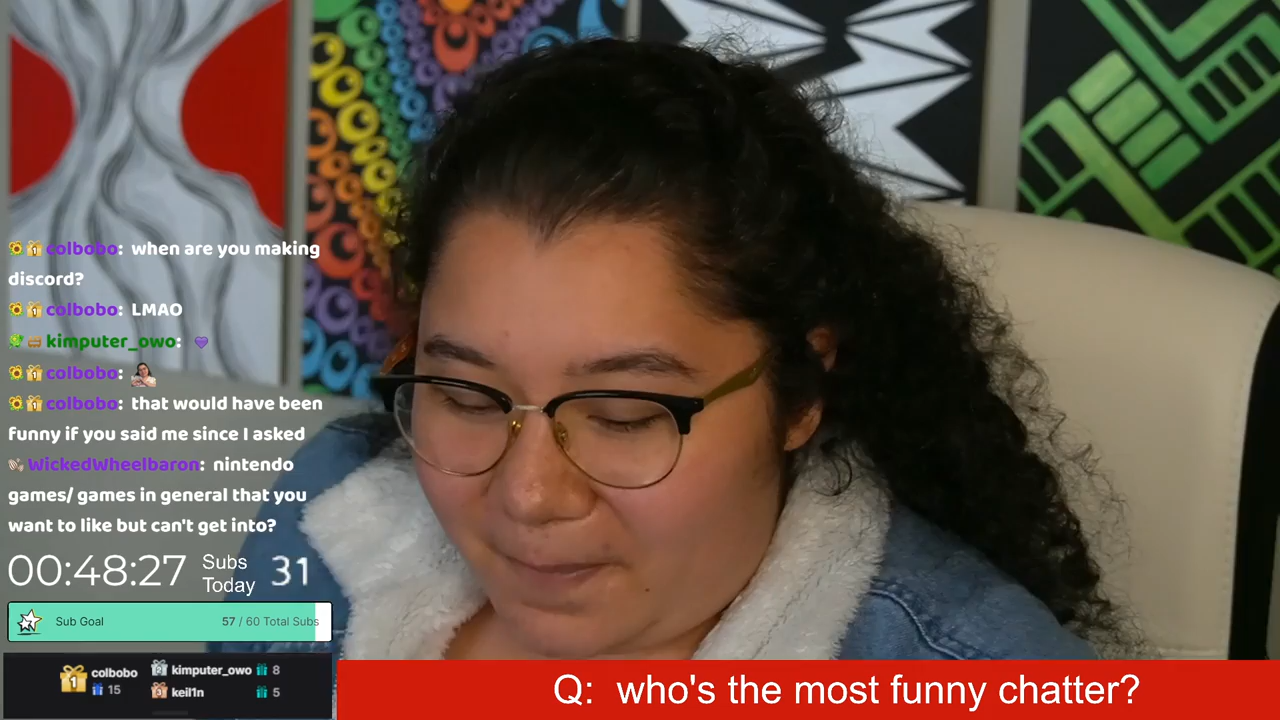 colbobo: when are you making
discord?
colbobo: LMAO
kimputer_owo: 💜
colbobo:
colbobo: that would have been
funny if you said me since I asked
WickedWheelbaron: nintendo
games/ games in general that you
want to like but can't get into?
00:48:27 Subs Today 31
Sub Goal 57 / 60 Total Subs
1 colbobo 15
2 kimputer_owo 8
3 keil1n 5
Q: who's the most funny chatter?